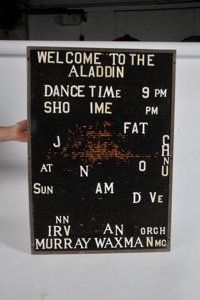 WELCOME TO THE
ALADDIN
DANCE TIME 9 PM
SHO IME PM
FAT
J
AT N O
SUN AM D VE
NN
IRV AN ORCH
MURRAY WAXMAN MC